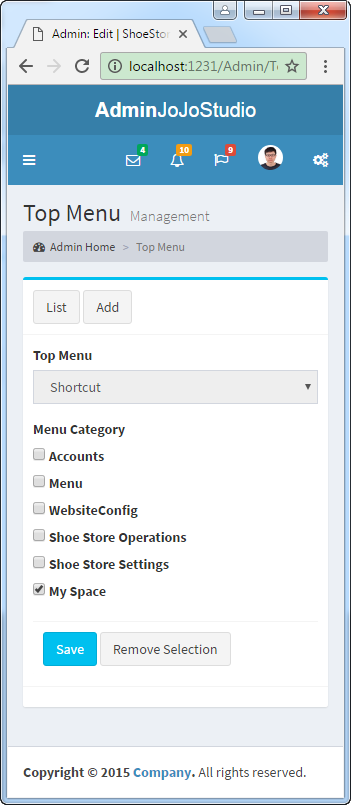 Admin: Edit | ShoeStor
localhost:1231/Admin/To
AdminJoJoStudio
4
10
9
Top Menu Management
Admin Home > Top Menu
List Add
Top Menu
Shortcut
Menu Category
Accounts
Menu
WebsiteConfig
Shoe Store Operations
Shoe Store Settings
My Space
Save Remove Selection
Copyright © 2015 Company. All rights reserved.